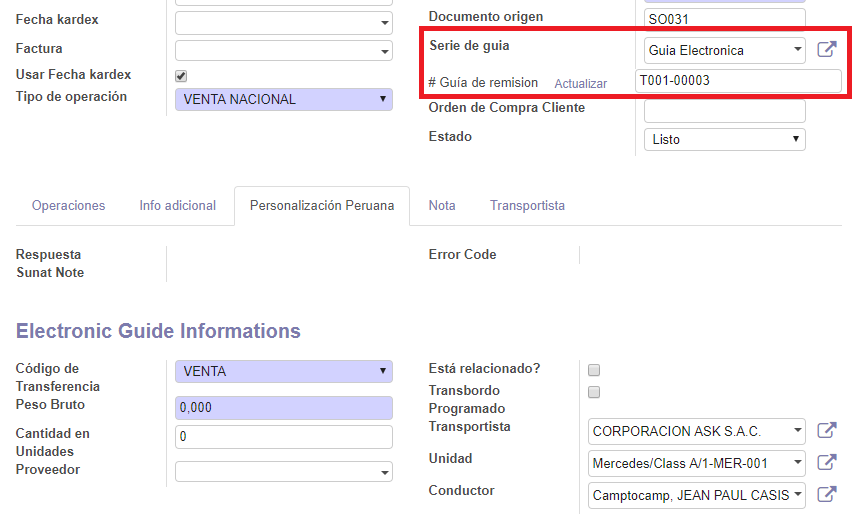 Fecha kardex
Factura
Usar Fecha kardex
Tipo de operación VENTA NACIONAL
Documento origen SO031
Serie de guia Guia Electronica
# Guía de remision Actualizar T001-00003
Orden de Compra Cliente
Estado Listo
Operaciones Info adicional Personalización Peruana Nota Transportista
Respuesta
Sunat Note
Error Code
Electronic Guide Informations
Código de
Transferencia VENTA
Peso Bruto 0,000
Cantidad en
Unidades 0
Proveedor
Está relacionado?
Transbordo
Programado
Transportista CORPORACION ASK S.A.C.
Unidad Mercedes/Class A/1-MER-001
Conductor Camptocamp, JEAN PAUL CASIS